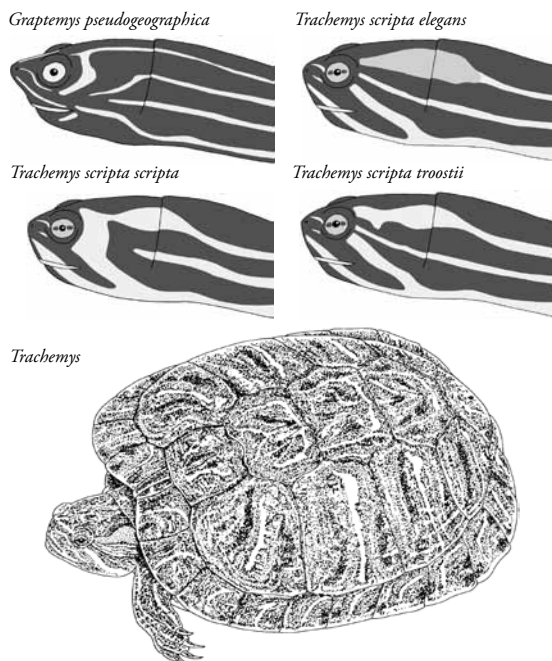 Graptemys pseudogeographica
Trachemys scripta elegans
Trachemys scripta scripta
Trachemys scripta troostii
Trachemys